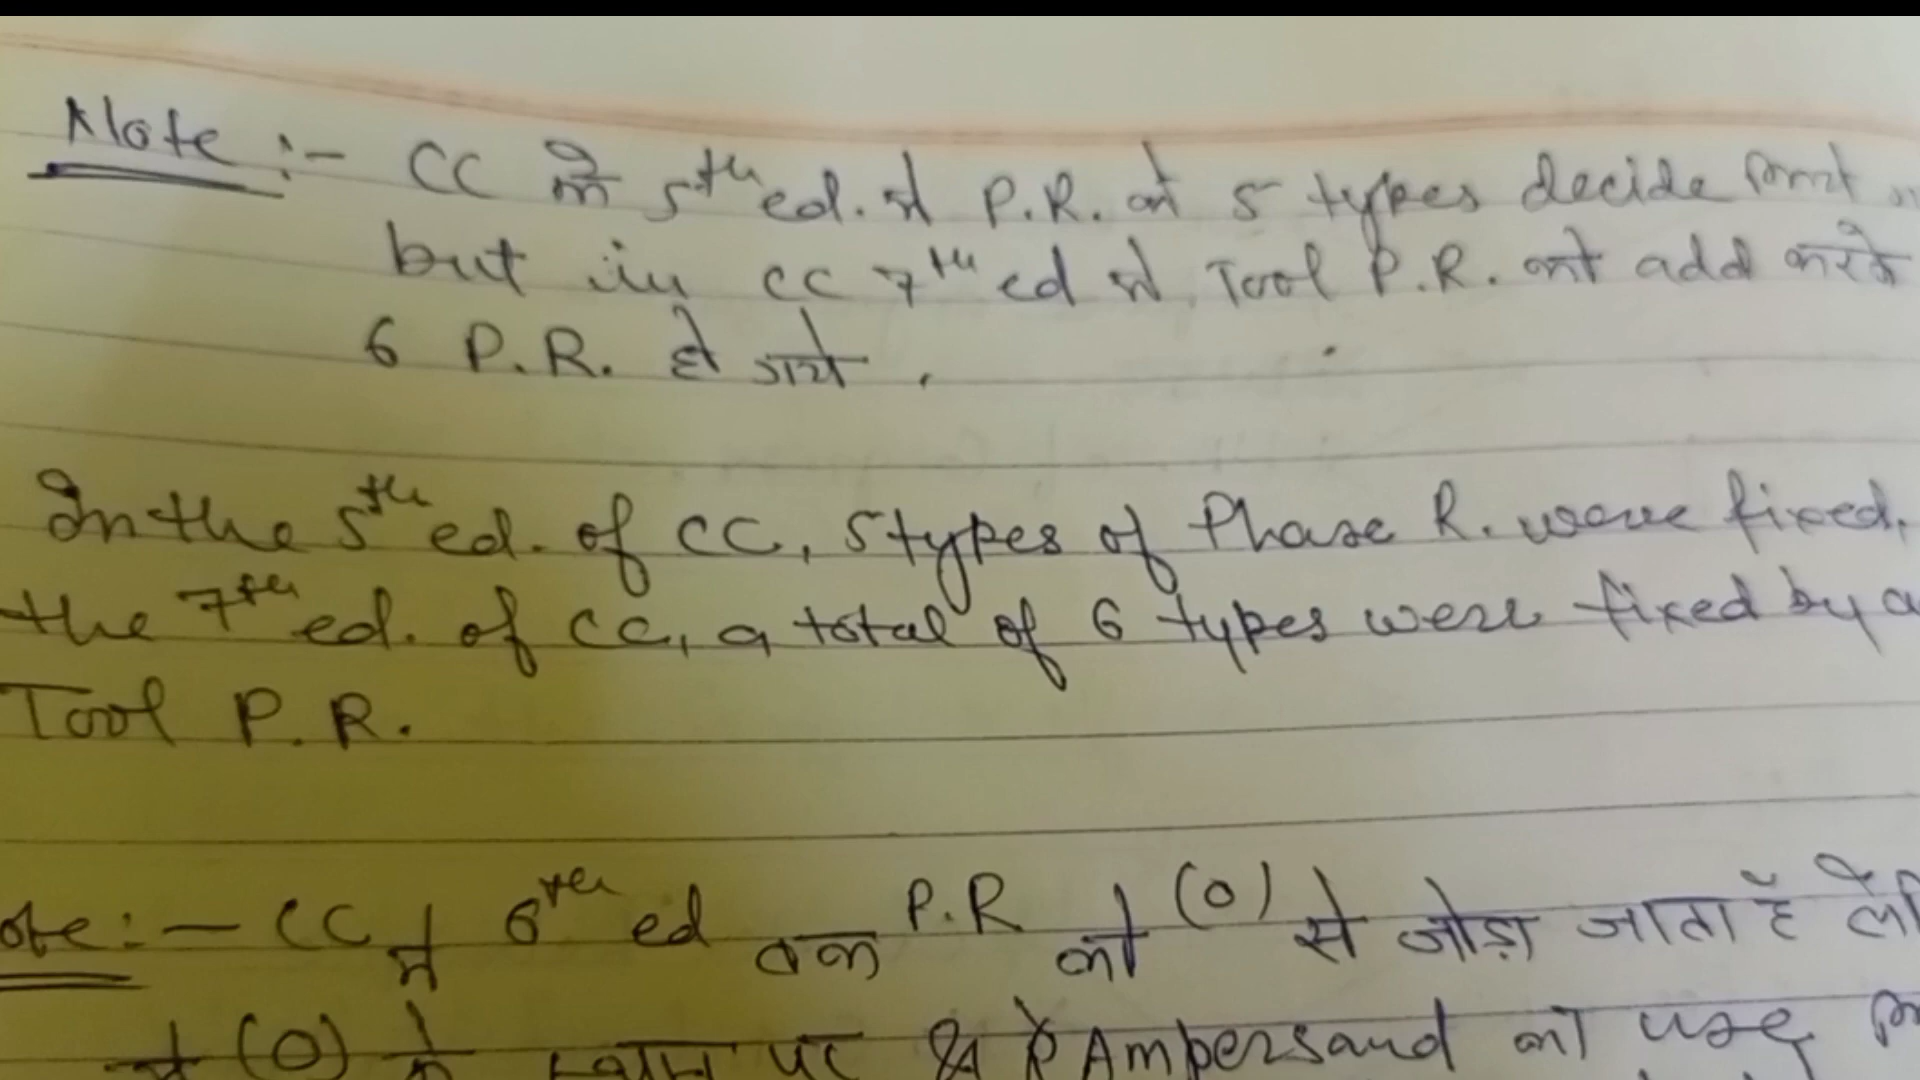 Note :- CC के 5th ed. में P.R. को 5 types decide किया
but in CC 7th ed में Tool P.R. को add करके
6 P.R. हो गये .
In the 5th ed. of CC, 5 types of Phase R. were fixed,
the 7th ed. of CC, a total of 6 types were fixed by a
Tool P.R.
ote :- CC में 6th ed तक P.R को (0) से जोड़ा जाता है
(0) के स्थान पर & Ampersand का use